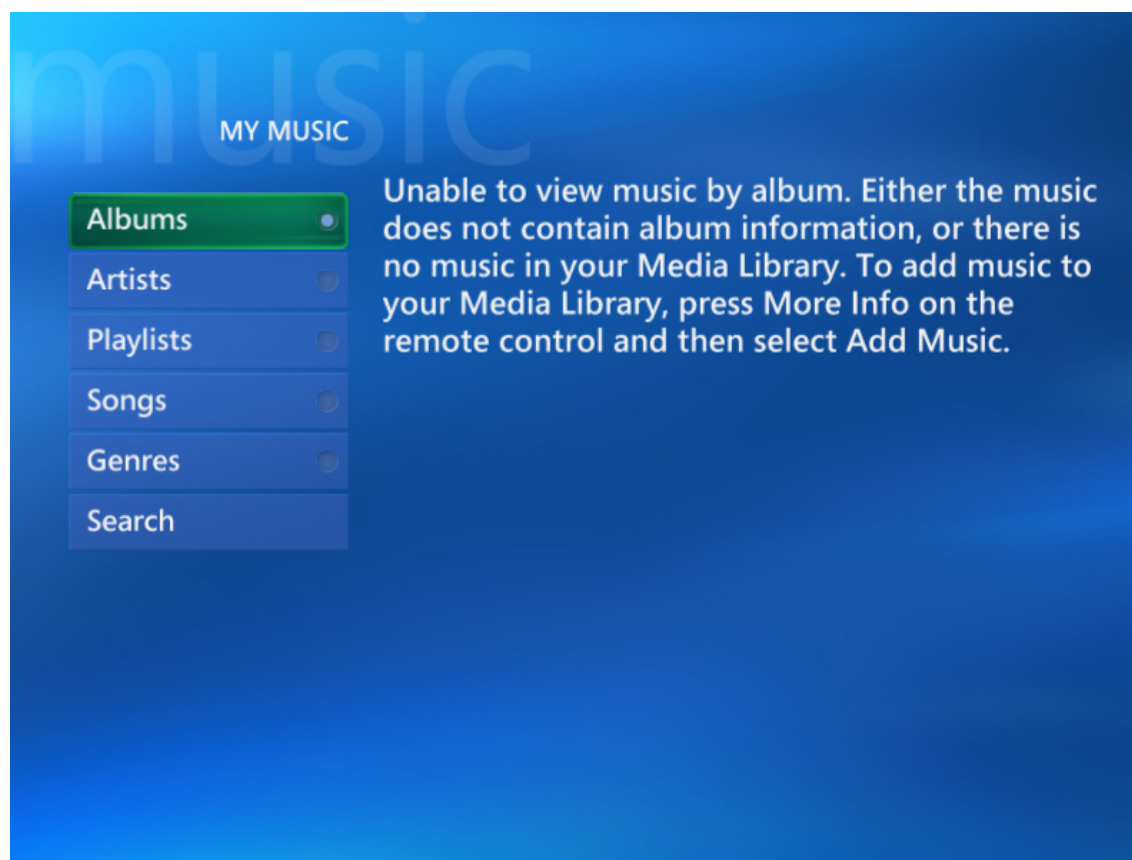 music
MY MUSIC
Albums
Artists
Playlists
Songs
Genres
Search
Unable to view music by album. Either the music
does not contain album information, or there is
no music in your Media Library. To add music to
your Media Library, press More Info on the
remote control and then select Add Music.